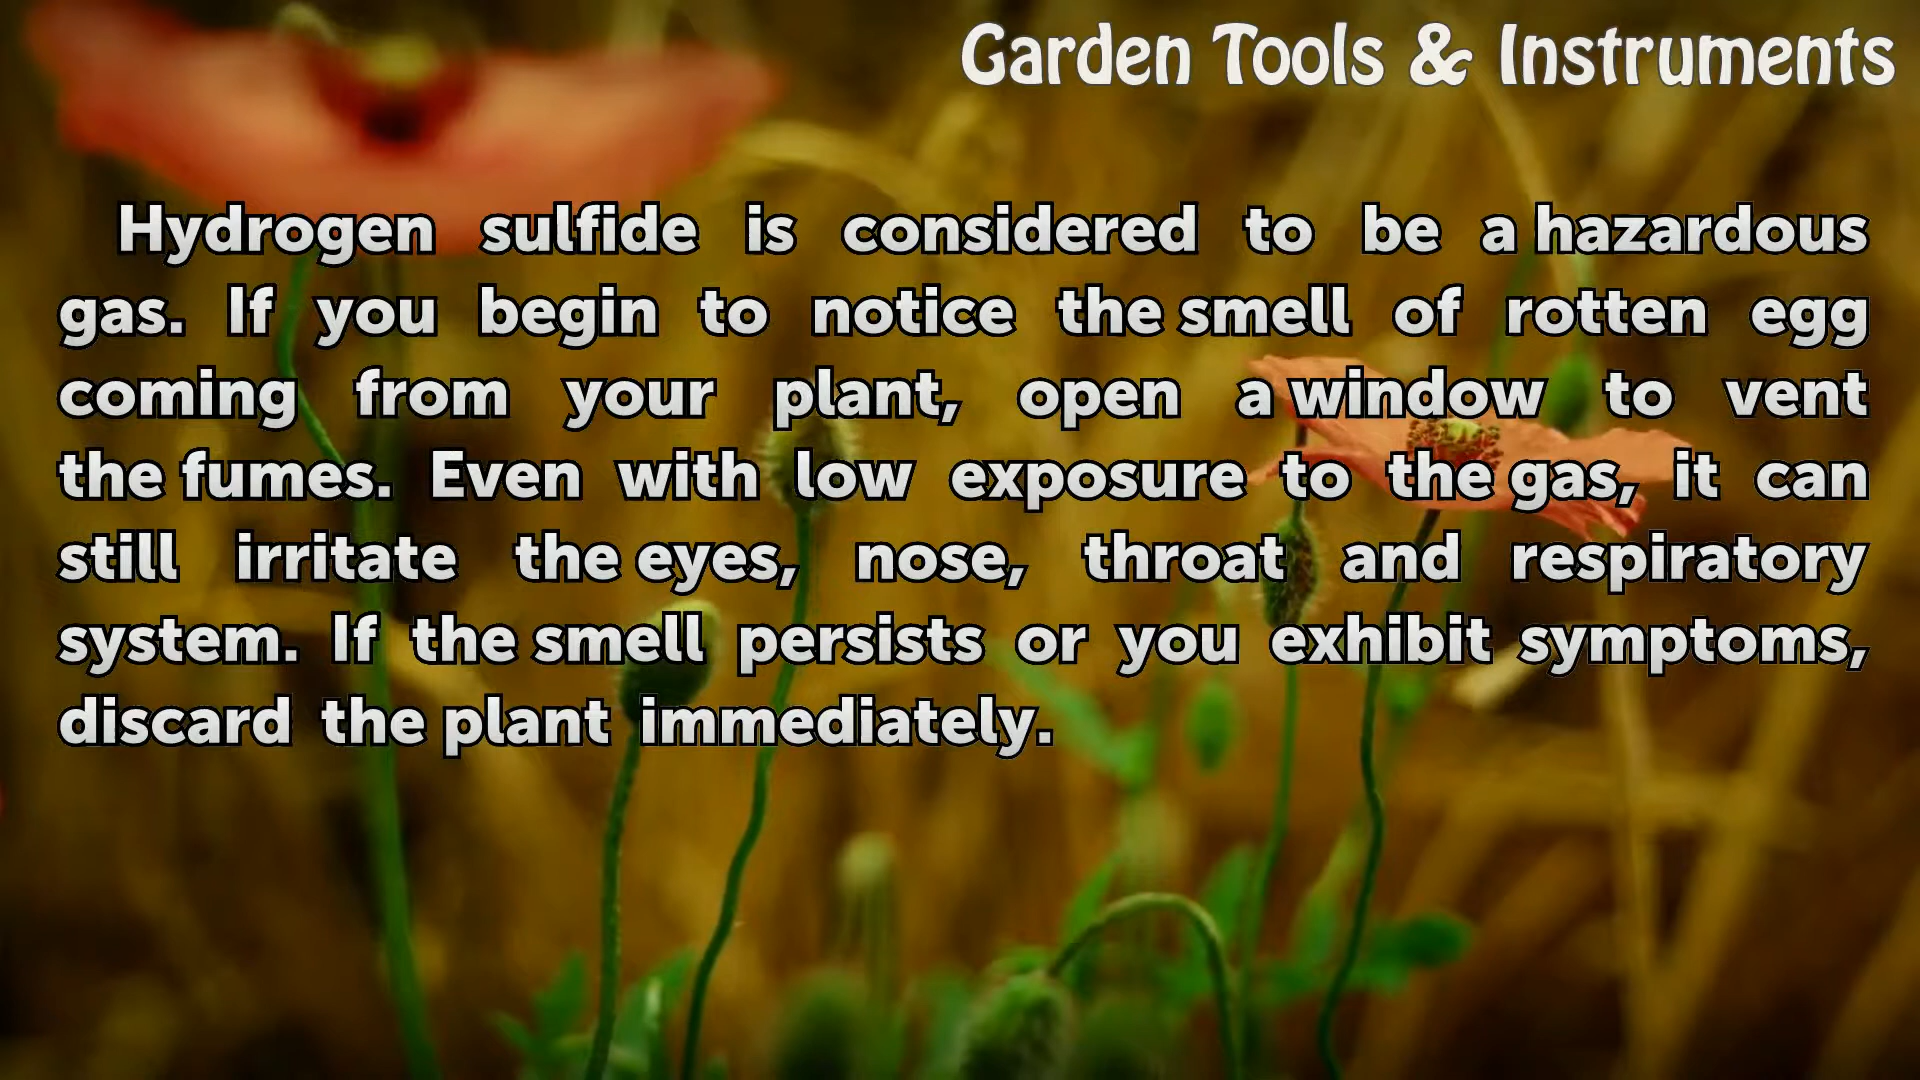 Garden Tools & Instruments
Hydrogen sulfide is considered to be a hazardous
gas. If you begin to notice the smell of rotten egg
coming from your plant, open a window to vent
the fumes. Even with low exposure to the gas, it can
still irritate the eyes, nose, throat and respiratory
system. If the smell persists or you exhibit symptoms,
discard the plant immediately.